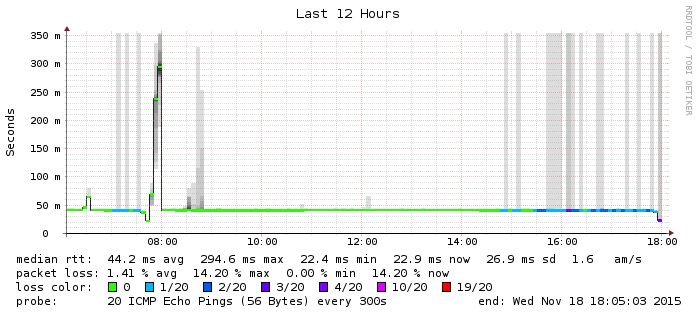 Last 12 Hours
RRDTOOL / TOBI OETIKER
Seconds
350 m
300 m
250 m
200 m
150 m
100 m
50 m
0
08:00 10:00 12:00 14:00 16:00 18:00
median rtt: 44.2 ms avg 294.6 ms max 22.4 ms min 22.9 ms now 26.9 ms sd 1.6 am/s
packet loss: 1.41 % avg 14.20 % max 0.00 % min 14.20 % now
loss color: 0 1/20 2/20 3/20 4/20 10/20 19/20
probe: 20 ICMP Echo Pings (56 Bytes) every 300s end: Wed Nov 18 18:05:03 2015